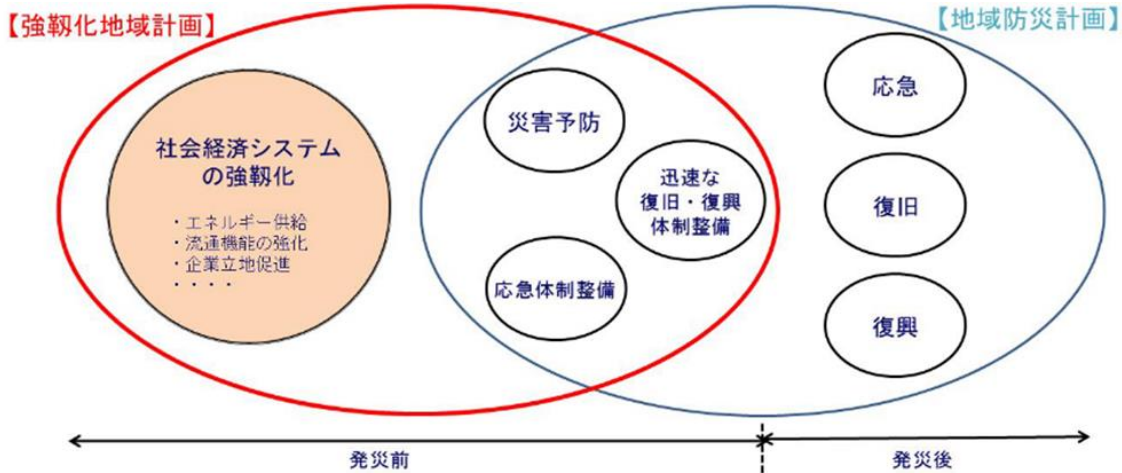 【強靱化地域計画】
【地域防災計画】
社会経済システム
の強靱化
・エネルギー供給
・流通機能の強化
・企業立地促進
・・・・
災害予防
迅速な
復旧・復興
体制整備
応急体制整備
応急
復旧
復興
発災前
発災後